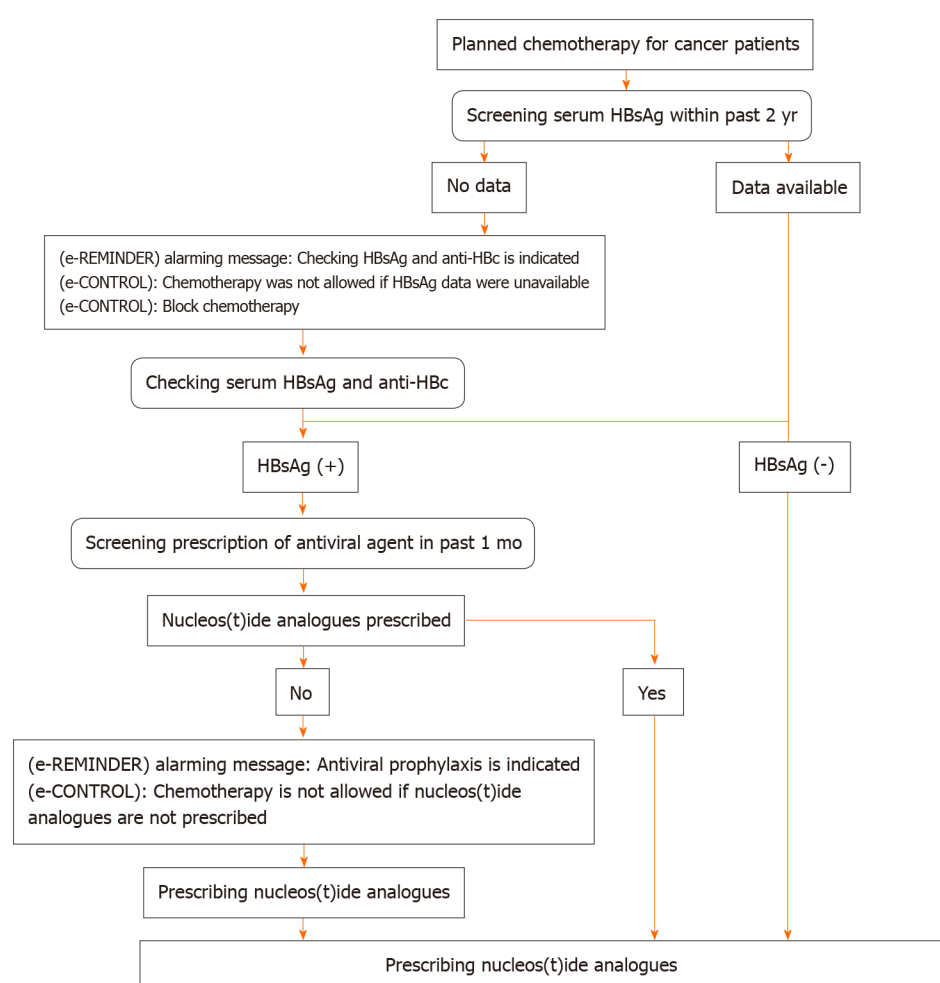 Planned chemotherapy for cancer patients
Screening serum HBsAg within past 2 yr
No data
Data available
(e-REMINDER) alarming message: Checking HBsAg and anti-HBc is indicated
(e-CONTROL): Chemotherapy was not allowed if HBsAg data were unavailable
(e-CONTROL): Block chemotherapy
Checking serum HBsAg and anti-HBc
HBsAg (+)
HBsAg (-)
Screening prescription of antiviral agent in past 1 mo
Nucleos(t)ide analogues prescribed
No
Yes
(e-REMINDER) alarming message: Antiviral prophylaxis is indicated
(e-CONTROL): Chemotherapy is not allowed if nucleos(t)ide
analogues are not prescribed
Prescribing nucleos(t)ide analogues
Prescribing nucleos(t)ide analogues